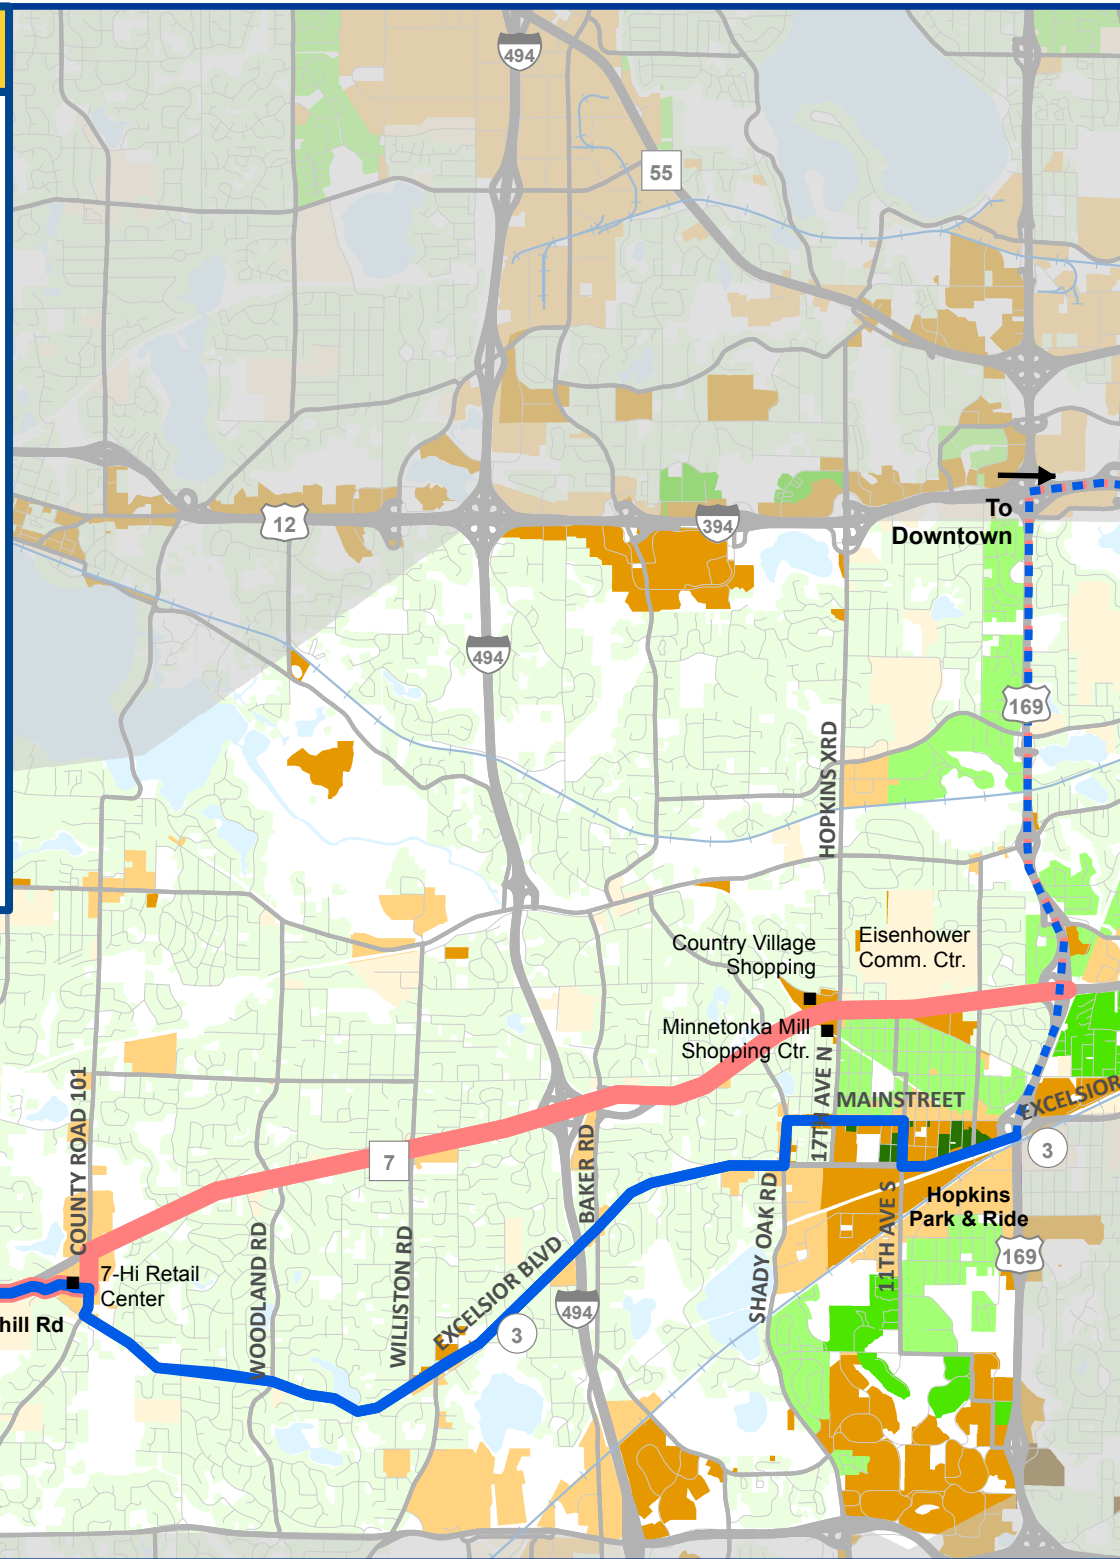 494
55
To
Downtown
12
394
494
169
HOPKINS XRD
Country Village
Shopping
Eisenhower
Comm. Ctr.
Minnetonka Mill
Shopping Ctr.
17TH AVE N
MAINSTREET
EXCELSIOR
3
COUNTY ROAD 101
7
BAKER RD
SHADY OAK RD
11TH AVE S
Hopkins
Park & Ride
169
7-Hi Retail
Center
hill Rd
WOODLAND RD
WILLISTON RD
EXCELSIOR BLVD
3
494